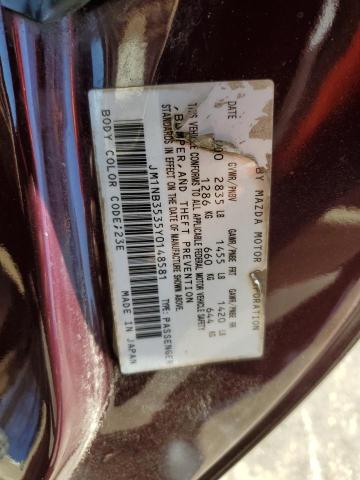 BY MAZDA MOTOR ORPORATION
DATE GVWR/PNBV GAWR/PNBE FRT GAWR/PNBE RR
00 2835 LB 1455 LB 1420 LB
1286 KG 660 KG 644 KG
THIS VEHICLE CONFORMS TO ALL APPLICABLE FEDERAL MOTOR VEHICLE SAFETY
, BUMPER, AND THEFT PREVENTION
STANDARDS IN EFFECT ON THE DATE OF MANUFACTURE SHOWN ABOVE.
JM1NB3535Y0148581 TYPE: PASSENGER
BODY COLOR CODE; 23E MADE IN JAPAN